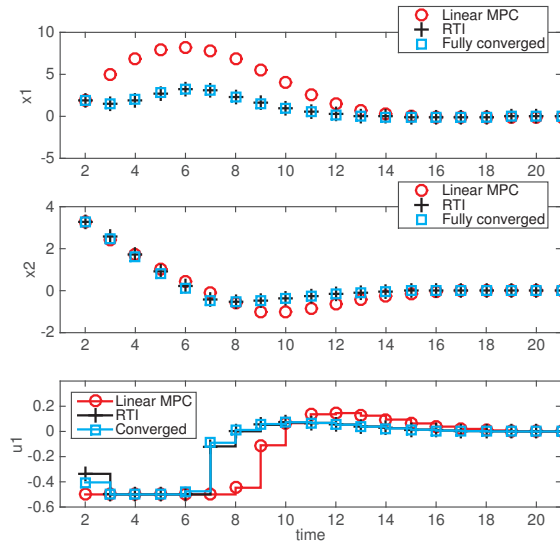 10
5
0
-5
x1
Linear MPC
RTI
Fully converged
2 4 6 8 10 12 14 16 18 20
4
2
0
-2
x2
Linear MPC
RTI
Fully converged
2 4 6 8 10 12 14 16 18 20
0.2
0
-0.2
-0.4
-0.6
u1
Linear MPC
RTI
Converged
2 4 6 8 10 12 14 16 18 20
time